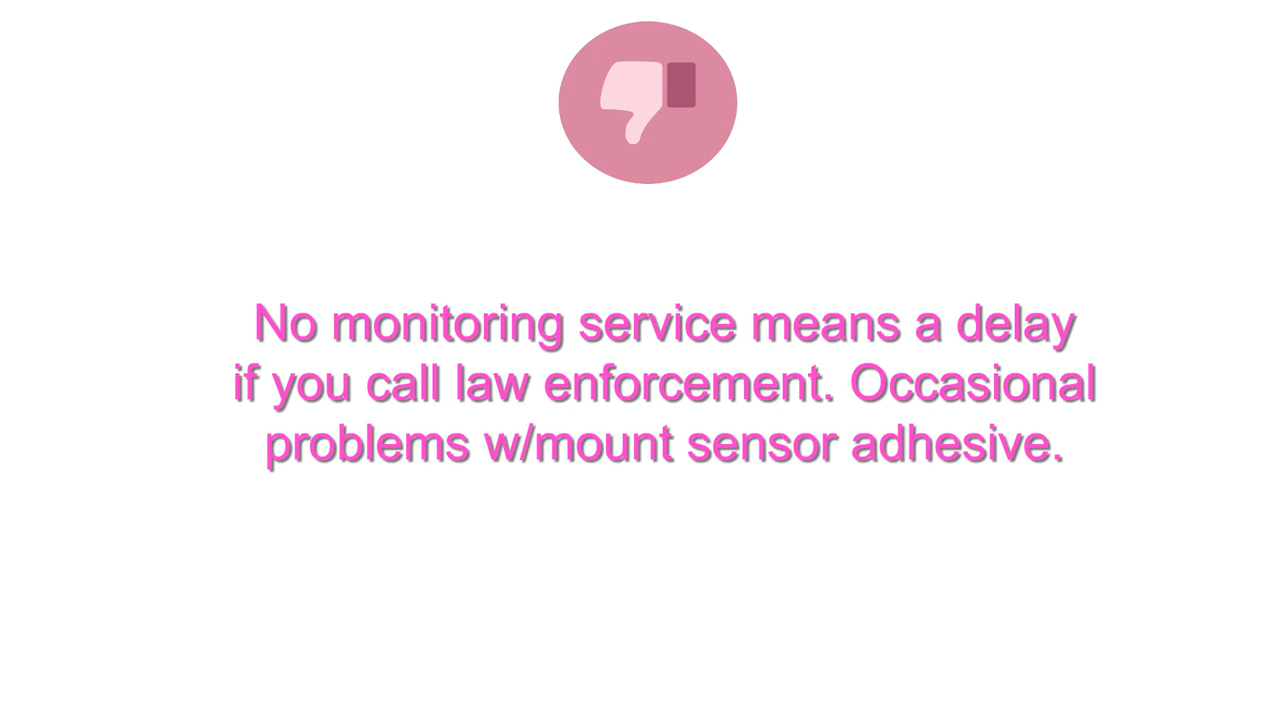 No monitoring service means a delay
if you call law enforcement. Occasional
problems w/mount sensor adhesive.